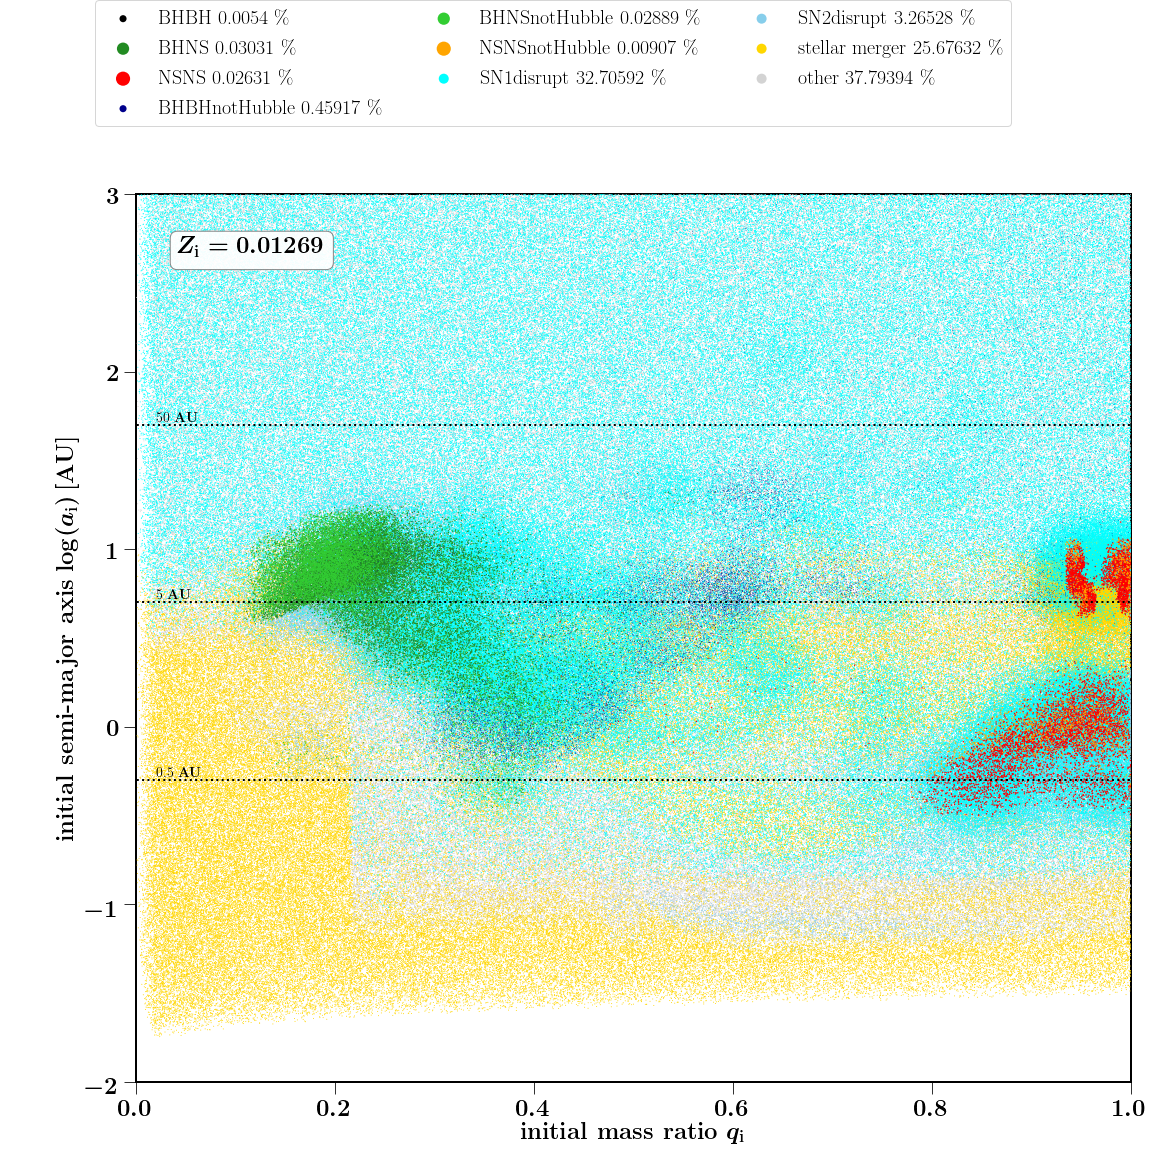 BHBH 0.0054 %
BHNS 0.03031 %
NSNS 0.02631 %
BHBHnotHubble 0.45917 %
BHNSnotHubble 0.02889 %
NSNSnotHubble 0.00907 %
SN1disrupt 32.70592 %
SN2disrupt 3.26528 %
stellar merger 25.67632 %
other 37.79394 %
Z_i = 0.01269
3
2
1
0
−1
−2
50 AU
5 AU
0.5 AU
initial semi-major axis log(a_i) [AU]
0.0 0.2 0.4 0.6 0.8 1.0
initial mass ratio q_i